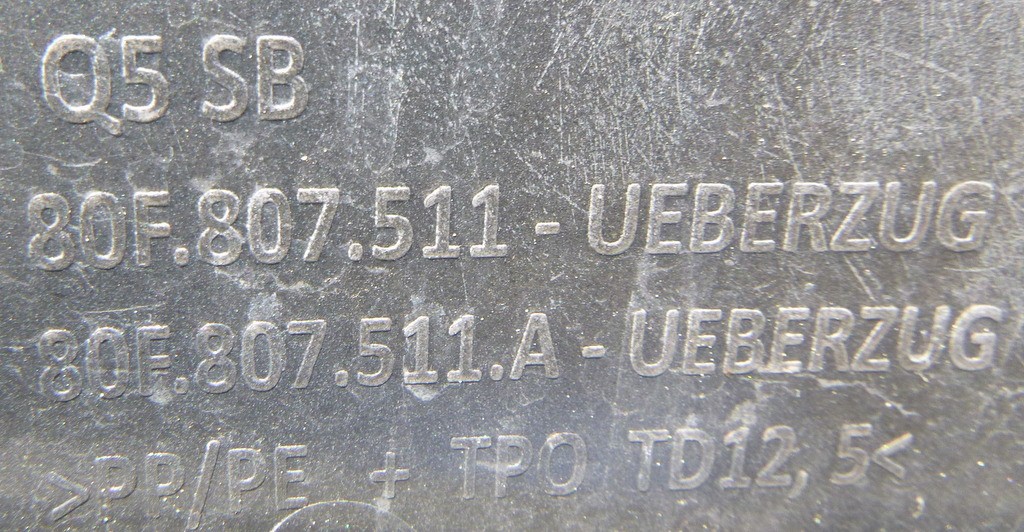 Q5 SB
80F.807.511 - UEBERZUG
80F.807.511.A - UEBERZUG
>PP/PE + TPO TD12,5<